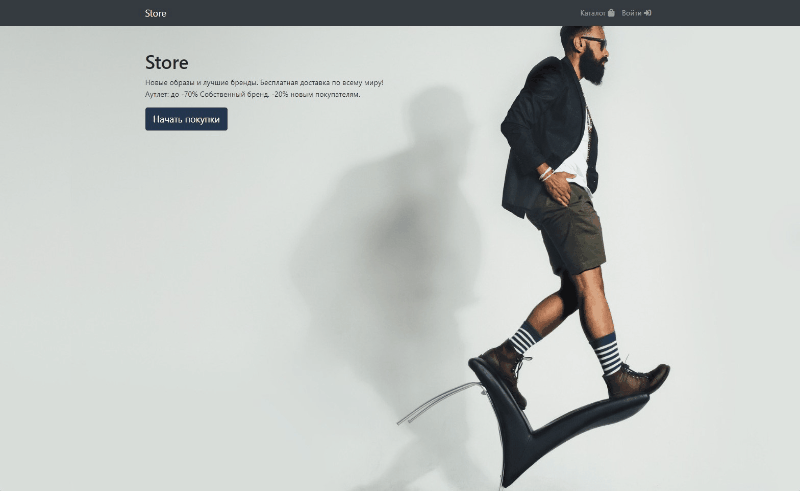 Store
Каталог
Войти
Store
Новые образы и лучшие бренды. Бесплатная доставка по всему миру!
Аутлет: до -70% Собственный бренд. -20% новым покупателям.
Начать покупки